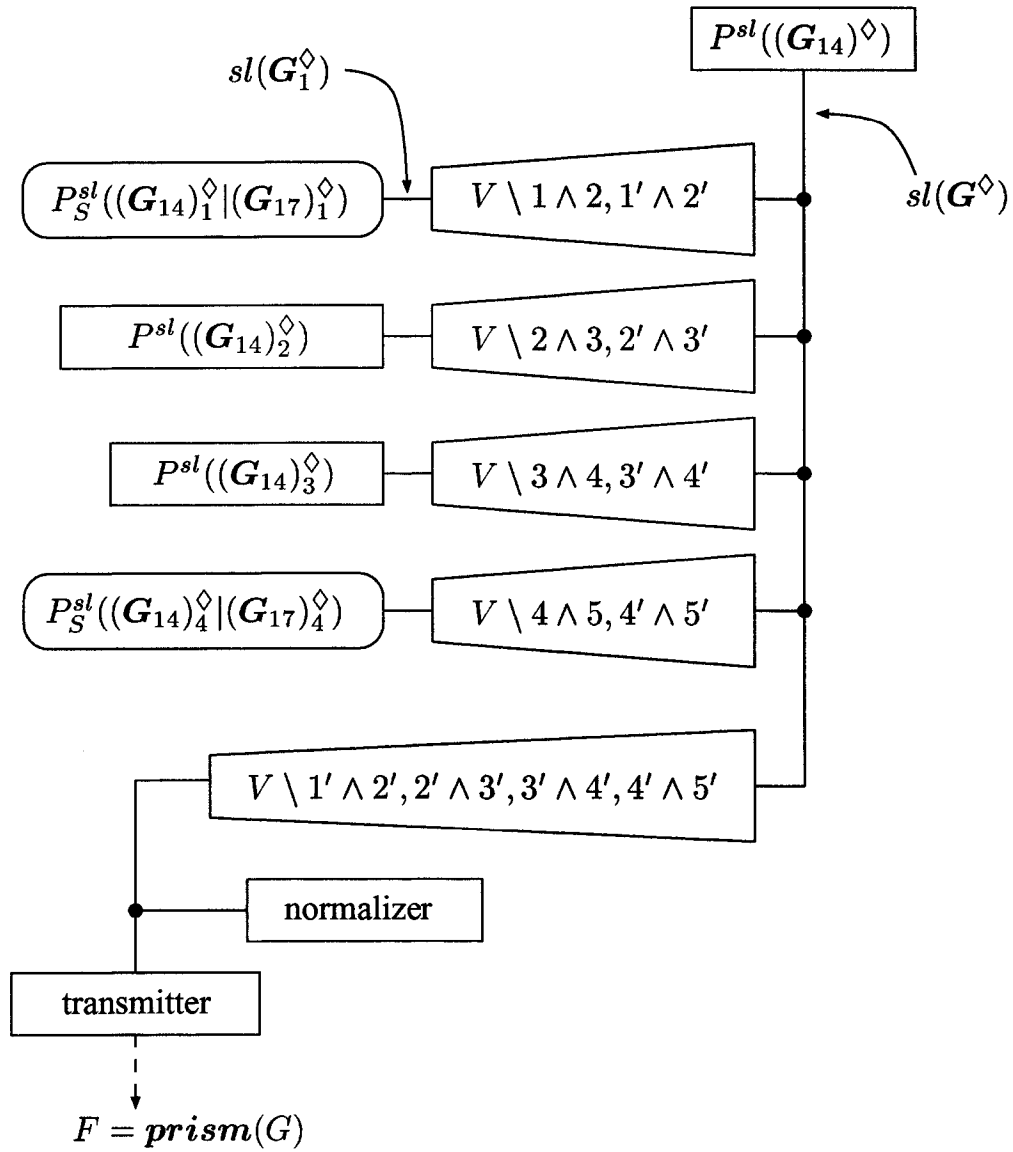 P^{sl}((G_{14})^◊)
sl(G_1^◊)
sl(G^◊)
P_S^{sl}((G_{14})_1^◊|(G_{17})_1^◊)
V \ 1 ∧ 2, 1′ ∧ 2′
P^{sl}((G_{14})_2^◊)
V \ 2 ∧ 3, 2′ ∧ 3′
P^{sl}((G_{14})_3^◊)
V \ 3 ∧ 4, 3′ ∧ 4′
P_S^{sl}((G_{14})_4^◊|(G_{17})_4^◊)
V \ 4 ∧ 5, 4′ ∧ 5′
V \ 1′ ∧ 2′, 2′ ∧ 3′, 3′ ∧ 4′, 4′ ∧ 5′
normalizer
transmitter
F = prism(G)